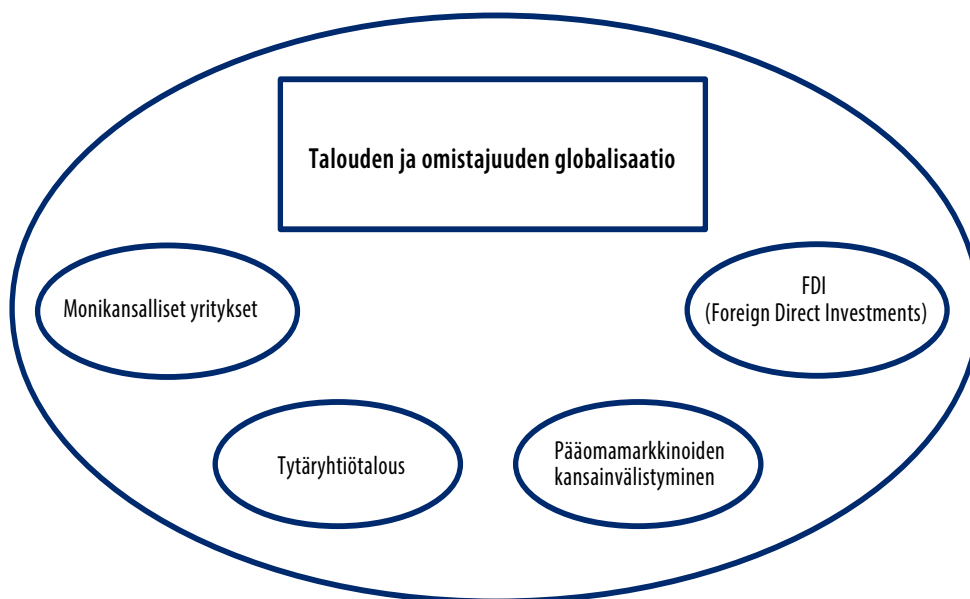 Talouden ja omistajuuden globalisaatio
Monikansalliset yritykset
FDI
(Foreign Direct Investments)
Tytäryhtiötalous
Pääomamarkkinoiden
kansainvälistyminen